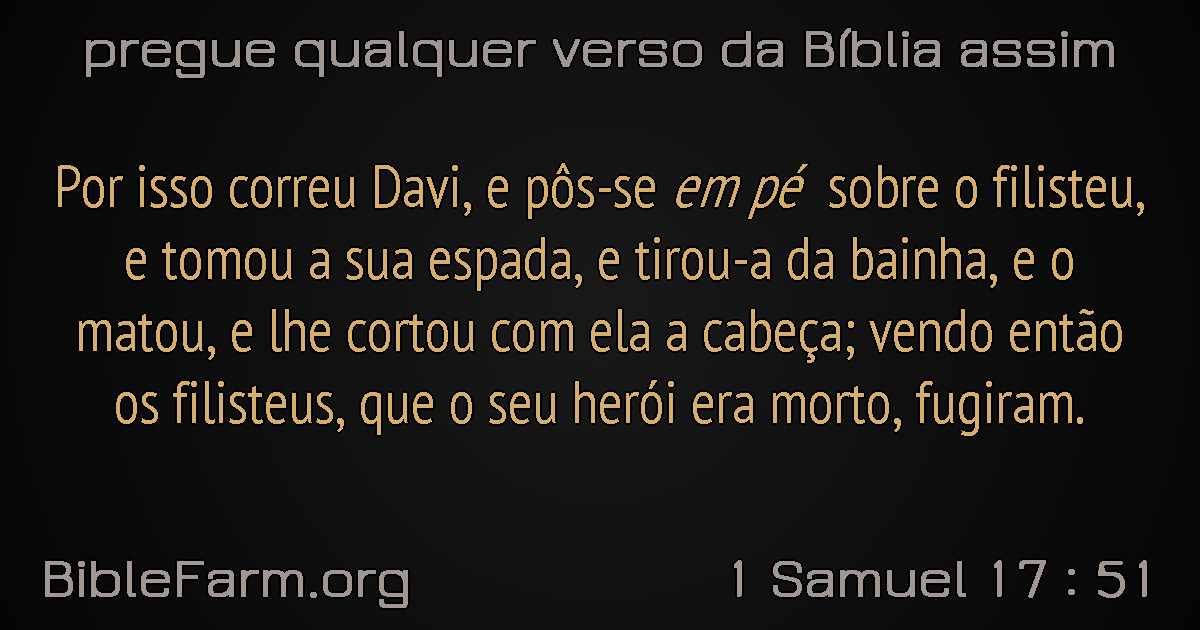 pregue qualquer verso da Bíblia assim
Por isso correu Davi, e pôs-se em pé sobre o filisteu,
e tomou a sua espada, e tirou-a da bainha, e o
matou, e lhe cortou com ela a cabeça; vendo então
os filisteus, que o seu herói era morto, fugiram.
BibleFarm.org
1 Samuel 17 : 51